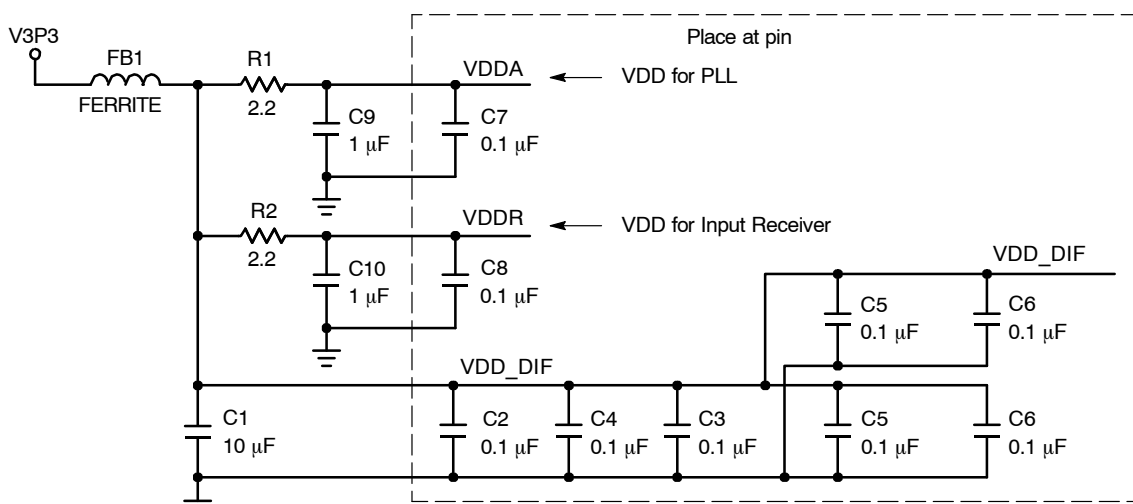 Place at pin
V3P3
FB1
FERRITE
R1
2.2
VDDA
VDD for PLL
C9
1 μF
C7
0.1 μF
R2
2.2
VDDR
VDD for Input Receiver
C10
1 μF
C8
0.1 μF
VDD_DIF
C5
0.1 μF
C6
0.1 μF
VDD_DIF
C1
10 μF
C2
0.1 μF
C4
0.1 μF
C3
0.1 μF
C5
0.1 μF
C6
0.1 μF